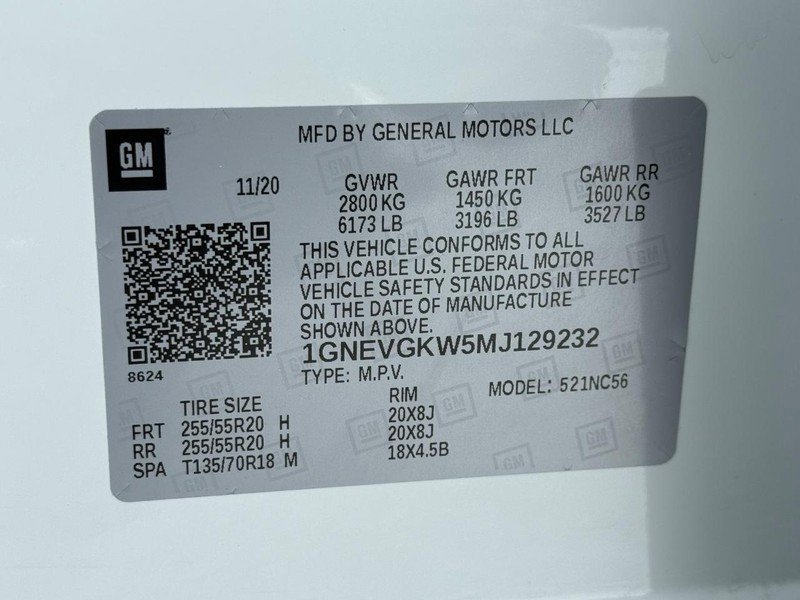 GM
MFD BY GENERAL MOTORS LLC
11/20
GVWR GAWR FRT GAWR RR
2800 KG 1450 KG 1600 KG
6173 LB 3196 LB 3527 LB
THIS VEHICLE CONFORMS TO ALL
APPLICABLE U.S. FEDERAL MOTOR
VEHICLE SAFETY STANDARDS IN EFFECT
ON THE DATE OF MANUFACTURE
SHOWN ABOVE.
1GNEVGKW5MJ129232
8624
TYPE: M.P.V. MODEL: 521NC56
TIRE SIZE RIM
FRT 255/55R20 H 20X8J
RR 255/55R20 H 20X8J
SPA T135/70R18 M 18X4.5B